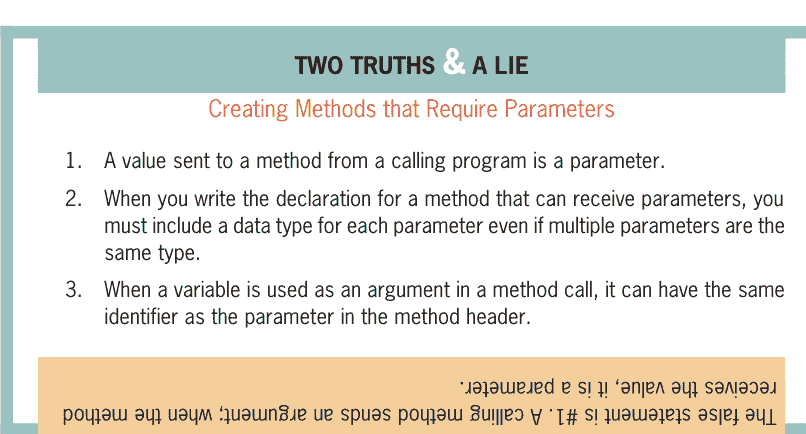 TWO TRUTHS & A LIE
Creating Methods that Require Parameters
1. A value sent to a method from a calling program is a parameter.
2. When you write the declaration for a method that can receive parameters, you
must include a data type for each parameter even if multiple parameters are the
same type.
3. When a variable is used as an argument in a method call, it can have the same
identifier as the parameter in the method header.
The false statement is #1. A calling method sends an argument; when the method
receives the value, it is a parameter.